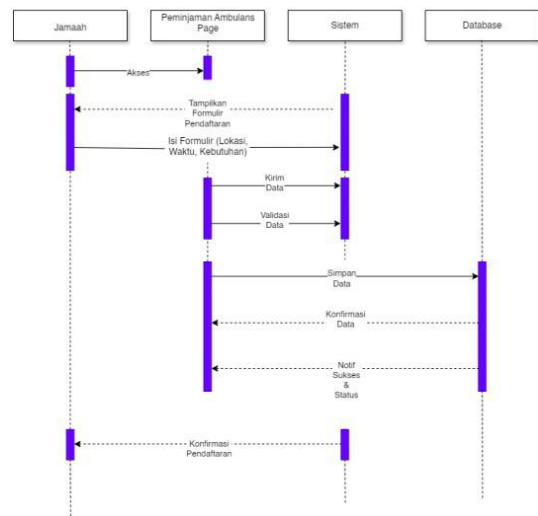 Jamaah
Peminjaman Ambulans
Page
Sistem
Database
Akses
Tampilkan
Formulir
Pendaftaran
Isi Formulir (Lokasi,
Waktu, Kebutuhan)
Kirim
Data
Validasi
Data
Simpan
Data
Konfirmasi
Data
Notif
Sukses
&
Status
Konfirmasi
Pendaftaran